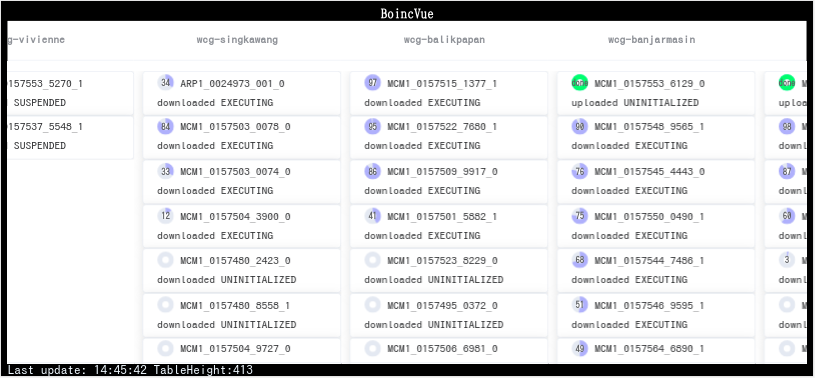 BoincVue
g-vivienne
157553_5270_1
SUSPENDED
157537_5548_1
SUSPENDED
wcg-singkawang
34 ARP1_0024973_001_0
downloaded EXECUTING
84 MCM1_0157503_0078_0
downloaded EXECUTING
33 MCM1_0157503_0074_0
downloaded EXECUTING
12 MCM1_0157504_3900_0
downloaded EXECUTING
MCM1_0157480_2423_0
downloaded UNINITIALIZED
MCM1_0157480_8558_1
downloaded UNINITIALIZED
MCM1_0157504_9727_0
wcg-balikpapan
97 MCM1_0157515_1377_1
downloaded EXECUTING
95 MCM1_0157522_7680_1
downloaded EXECUTING
86 MCM1_0157509_9917_0
downloaded EXECUTING
41 MCM1_0157501_5882_1
downloaded EXECUTING
MCM1_0157523_8229_0
downloaded UNINITIALIZED
MCM1_0157495_0372_0
downloaded UNINITIALIZED
MCM1_0157506_6981_0
wcg-banjarmasin
done MCM1_0157553_6129_0
uploaded UNINITIALIZED
90 MCM1_0157548_9565_1
downloaded EXECUTING
76 MCM1_0157545_4443_0
downloaded EXECUTING
75 MCM1_0157550_0490_1
downloaded EXECUTING
68 MCM1_0157544_7486_1
downloaded EXECUTING
51 MCM1_0157546_9595_1
downloaded EXECUTING
49 MCM1_0157564_6890_1
done M
uploa
98 M
downl
87 M
downl
60 M
downl
3 M
downl
M
downl
M
Last update: 14:45:42 TableHeight:413